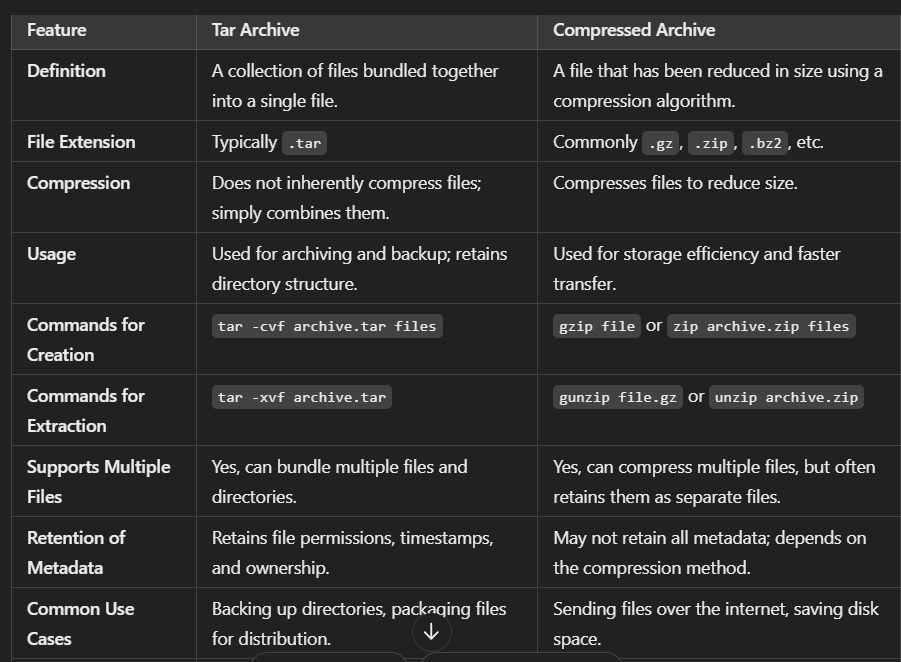 Feature Tar Archive Compressed Archive
Definition A collection of files bundled together A file that has been reduced in size using a
into a single file. compression algorithm.
File Extension Typically .tar Commonly .gz, .zip, .bz2, etc.
Compression Does not inherently compress files; Compresses files to reduce size.
simply combines them.
Usage Used for archiving and backup; retains Used for storage efficiency and faster
directory structure. transfer.
Commands for tar -cvf archive.tar files gzip file or zip archive.zip files
Creation
Commands for tar -xvf archive.tar gunzip file.gz or unzip archive.zip
Extraction
Supports Multiple Yes, can bundle multiple files and Yes, can compress multiple files, but often
Files directories. retains them as separate files.
Retention of Retains file permissions, timestamps, May not retain all metadata; depends on
Metadata and ownership. the compression method.
Common Use Backing up directories, packaging files Sending files over the internet, saving disk
Cases for distribution. space.